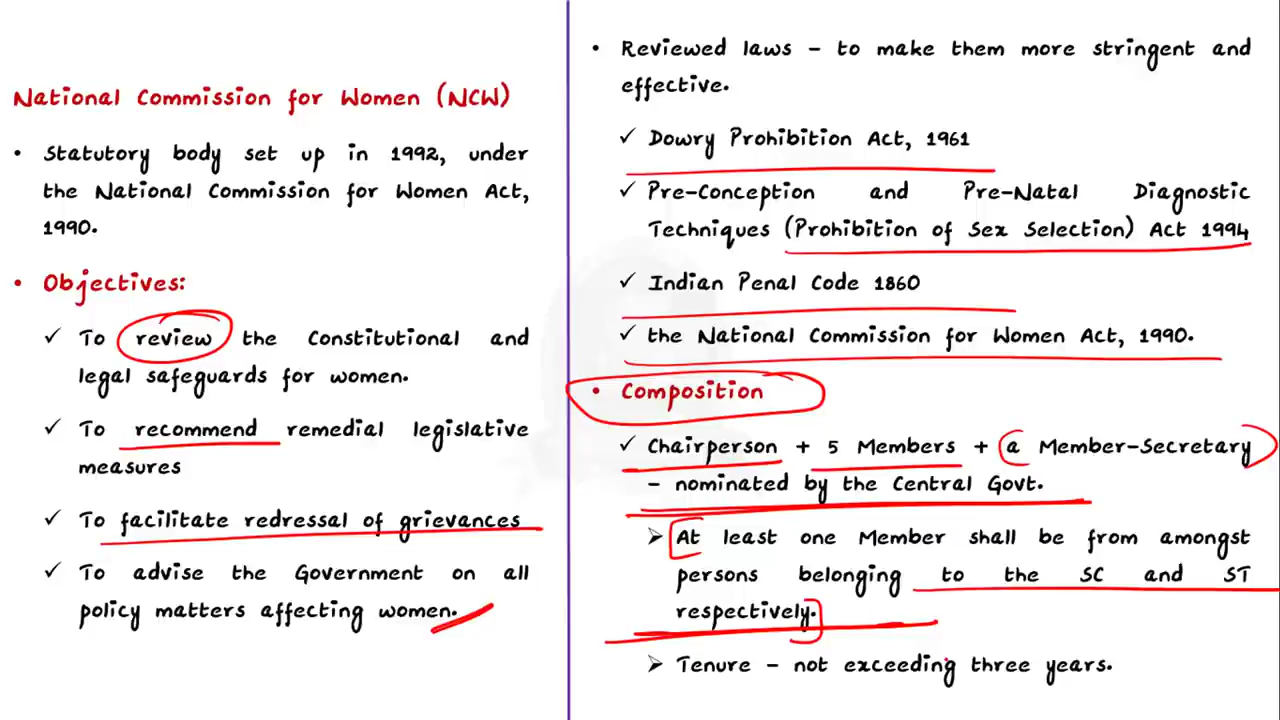 National Commission for Women (NCW)
• Statutory body set up in 1992, under
the National Commission for Women Act,
1990.
• Objectives:
✓ To review the Constitutional and
legal safeguards for women.
✓ To recommend remedial legislative
measures
✓ To facilitate redressal of grievances
✓ To advise the Government on all
policy matters affecting women.
• Reviewed laws – to make them more stringent and
effective.
✓ Dowry Prohibition Act, 1961
✓ Pre-Conception and Pre-Natal Diagnostic
Techniques (Prohibition of Sex Selection) Act 1994
✓ Indian Penal Code 1860
✓ the National Commission for Women Act, 1990.
• Composition
✓ Chairperson + 5 Members + a Member-Secretary
– nominated by the Central Govt.
➢ At least one Member shall be from amongst
persons belonging to the SC and ST
respectively.
➢ Tenure – not exceeding three years.